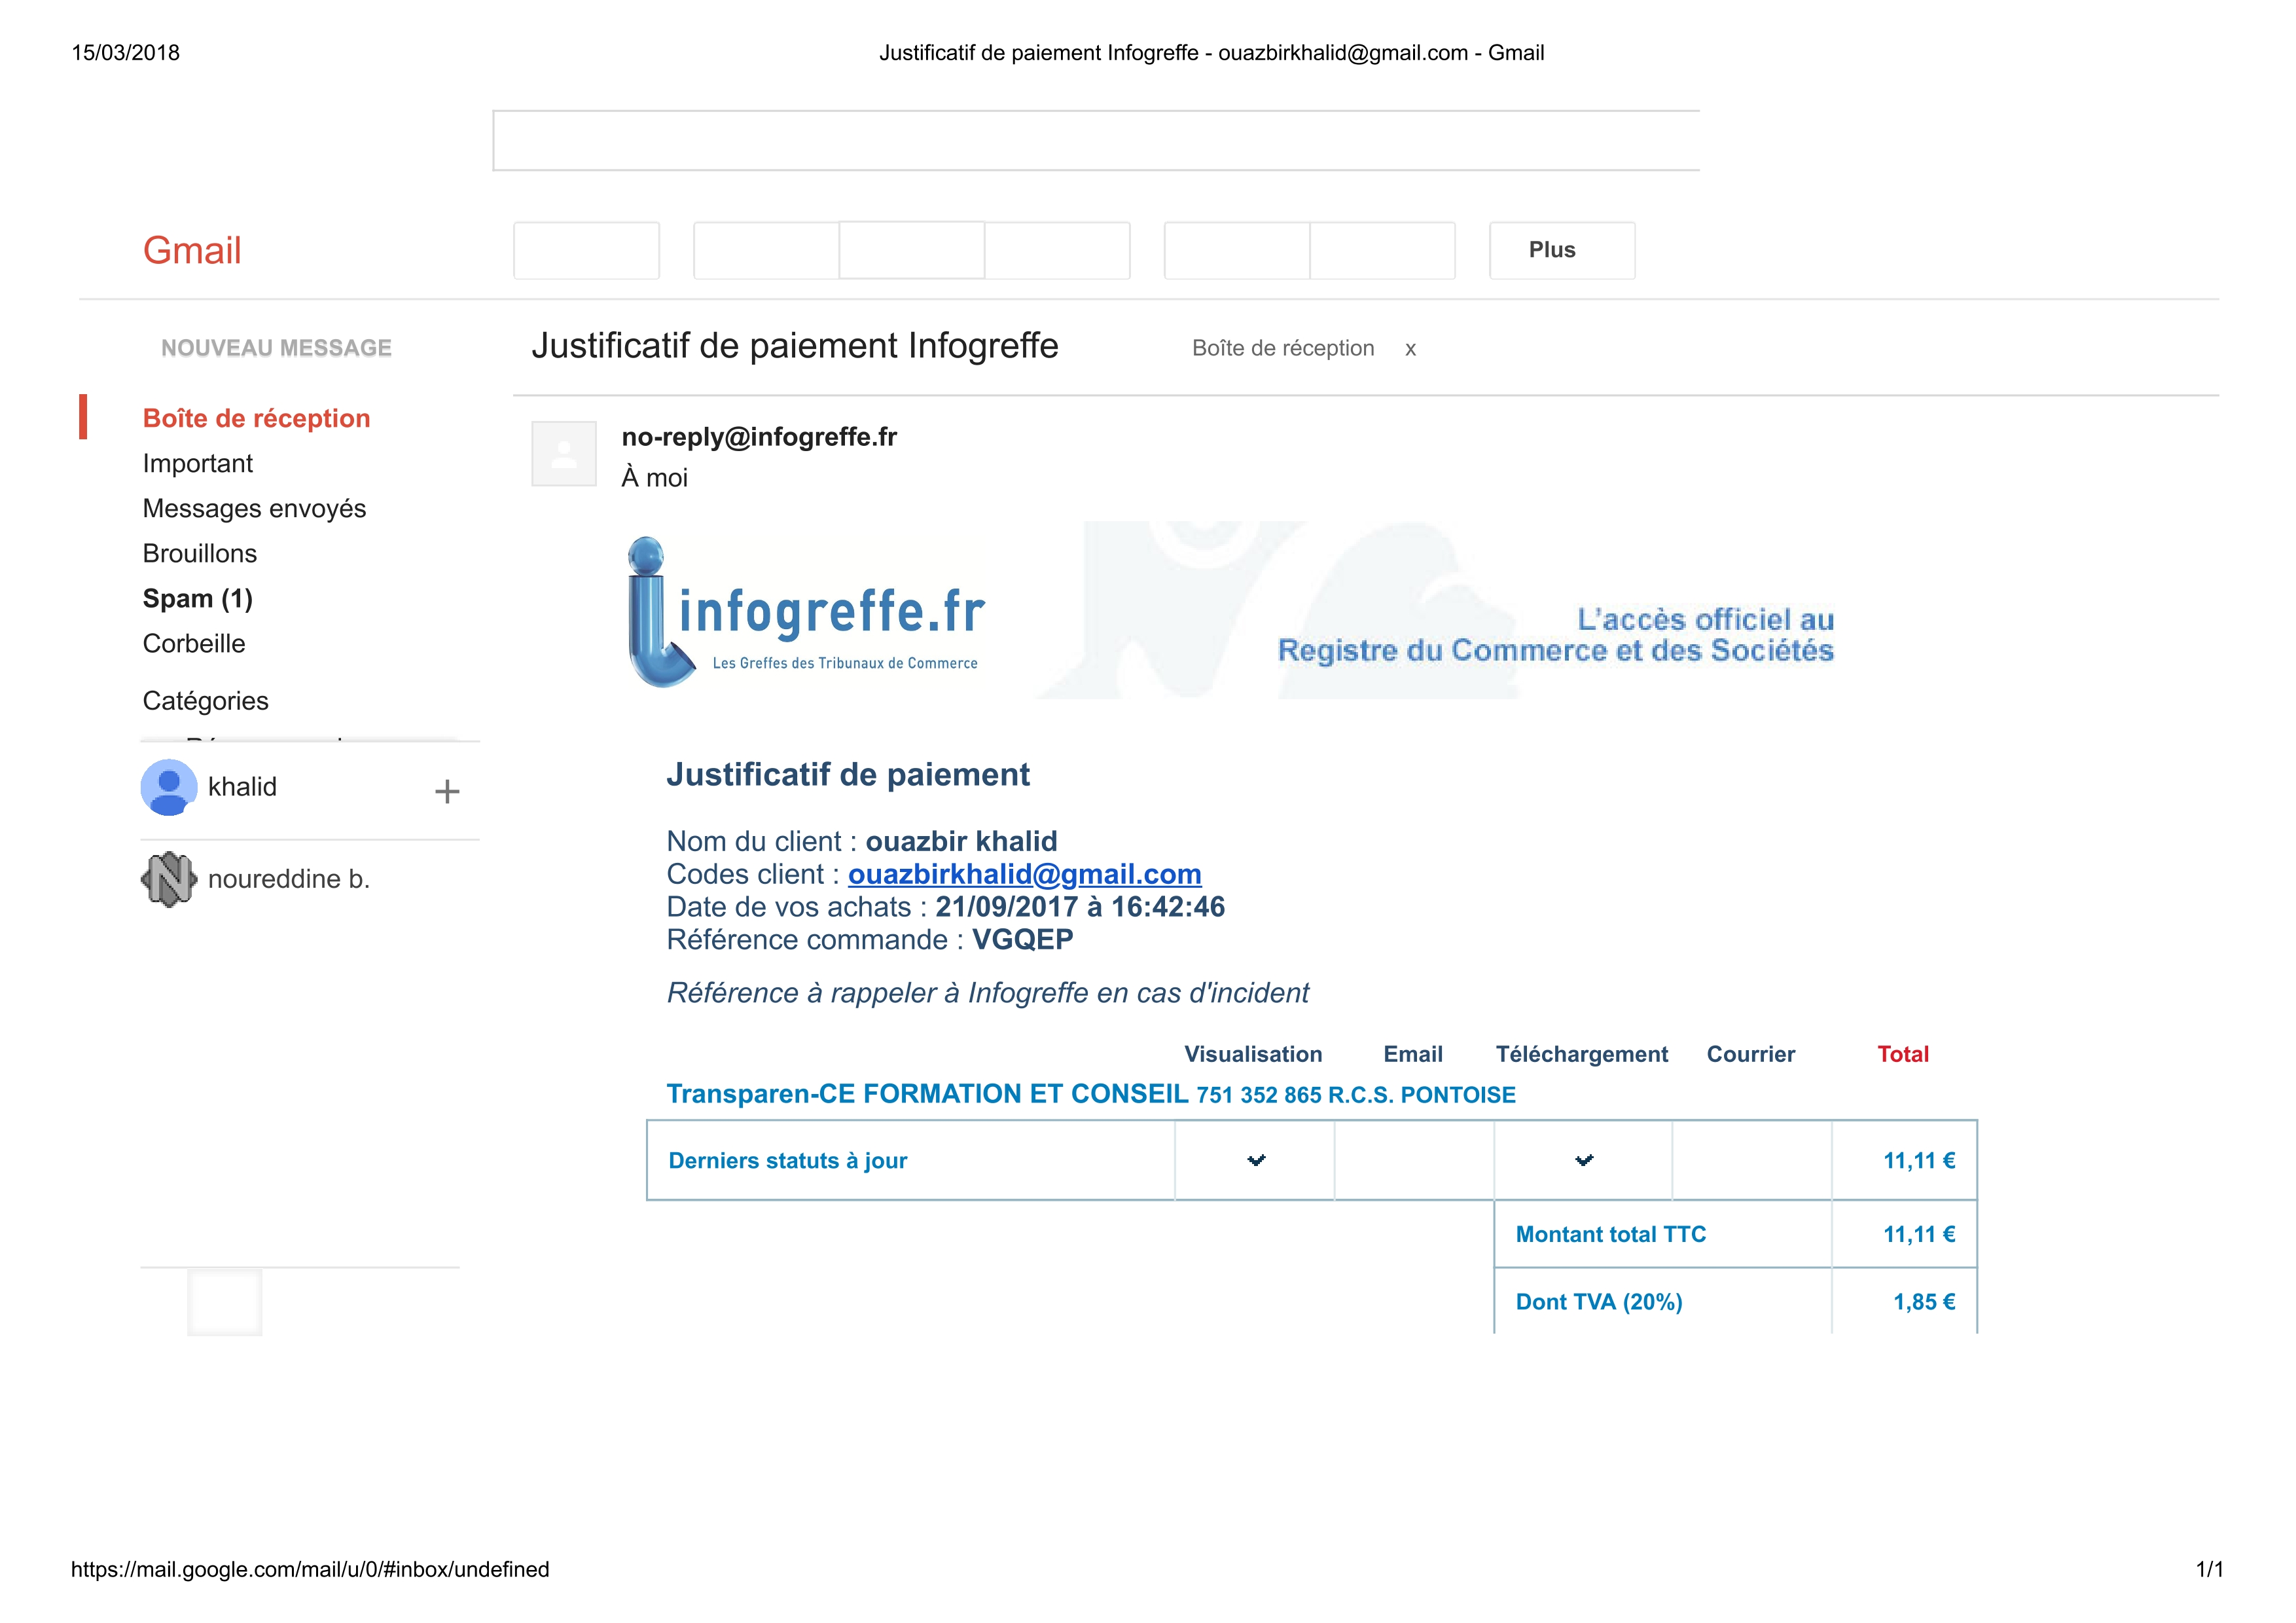 15/03/2018
Justificatif de paiement Infogreffe - ouazbirkhalid@gmail.com - Gmail
Gmail
Plus
NOUVEAU MESSAGE
Justificatif de paiement Infogreffe
Boîte de réception x
Boîte de réception
Important
Messages envoyés
Brouillons
Spam (1)
Corbeille
Catégories
khalid +
noureddine b.
no-reply@infogreffe.fr
À moi
infogreffe.fr
Les Greffes des Tribunaux de Commerce
L'accès officiel au
Registre du Commerce et des Sociétés
Justificatif de paiement
Nom du client : ouazbir khalid
Codes client : ouazbirkhalid@gmail.com
Date de vos achats : 21/09/2017 à 16:42:46
Référence commande : VGQEP
Référence à rappeler à Infogreffe en cas d'incident
Visualisation Email Téléchargement Courrier Total
Transparen-CE FORMATION ET CONSEIL 751 352 865 R.C.S. PONTOISE
Derniers statuts à jour 11,11 €
Montant total TTC 11,11 €
Dont TVA (20%) 1,85 €
https://mail.google.com/mail/u/0/#inbox/undefined
1/1